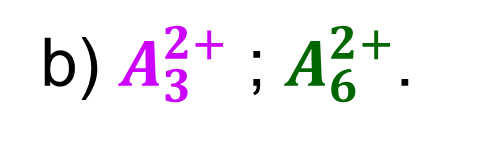 b) A₃²⁺ ; A₆²⁺.